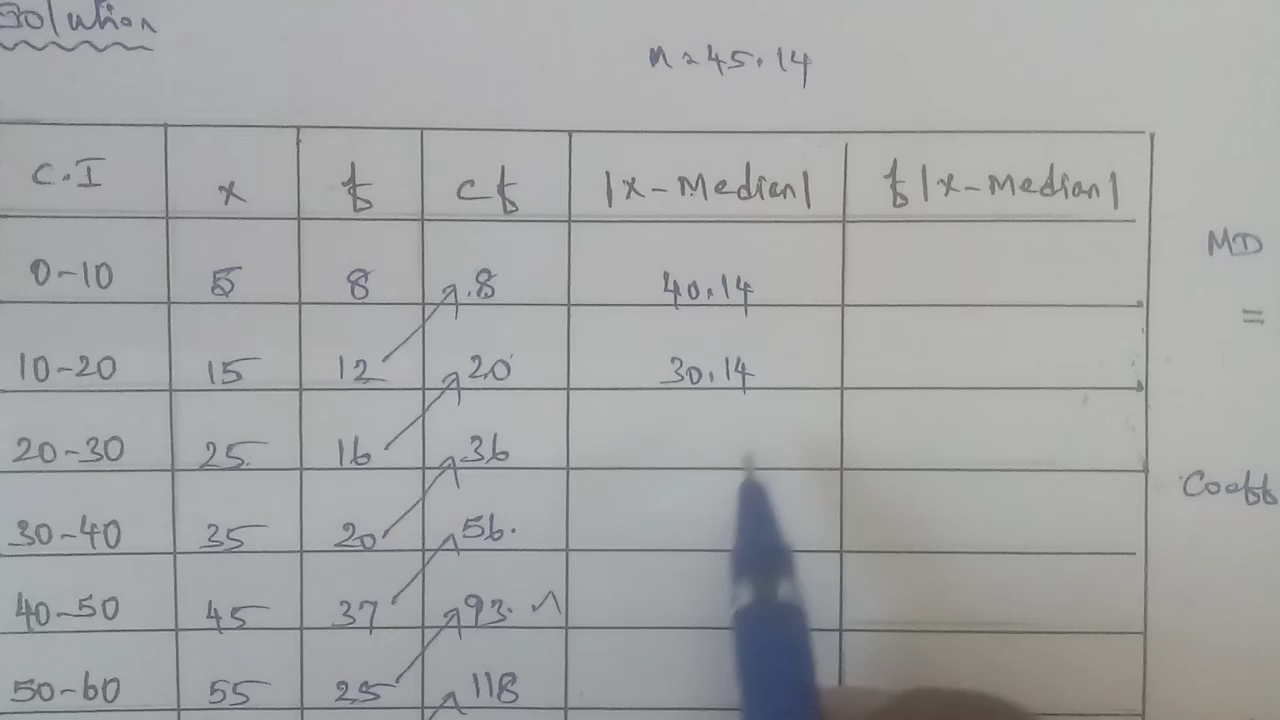 Solution
M = 45.14
C.I x f cf |x-Median| f|x-Median|
0-10 5 8 8 40.14
MD
=
10-20 15 12 20 30.14
20-30 25 16 36
Coeff
30-40 35 20 56
40-50 45 37 93
50-60 55 25 118